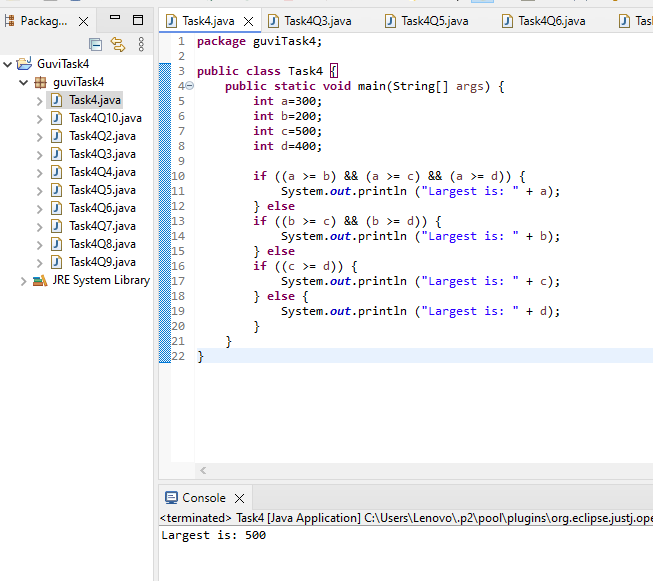 Packag...
GuviTask4
guviTask4
Task4.java
Task4Q10.java
Task4Q2.java
Task4Q3.java
Task4Q4.java
Task4Q5.java
Task4Q6.java
Task4Q7.java
Task4Q8.java
Task4Q9.java
JRE System Library
Task4.java Task4Q3.java Task4Q5.java Task4Q6.java Tas
1 package guviTask4;
2
3 public class Task4 {
4 public static void main(String[] args) {
5 int a=300;
6 int b=200;
7 int c=500;
8 int d=400;
9
10 if ((a >= b) && (a >= c) && (a >= d)) {
11 System.out.println ("Largest is: " + a);
12 } else
13 if ((b >= c) && (b >= d)) {
14 System.out.println ("Largest is: " + b);
15 } else
16 if ((c >= d)) {
17 System.out.println ("Largest is: " + c);
18 } else {
19 System.out.println ("Largest is: " + d);
20 }
21 }
22 }
Console
<terminated> Task4 [Java Application] C:\Users\Lenovo\.p2\pool\plugins\org.eclipse.justj.ope
Largest is: 500